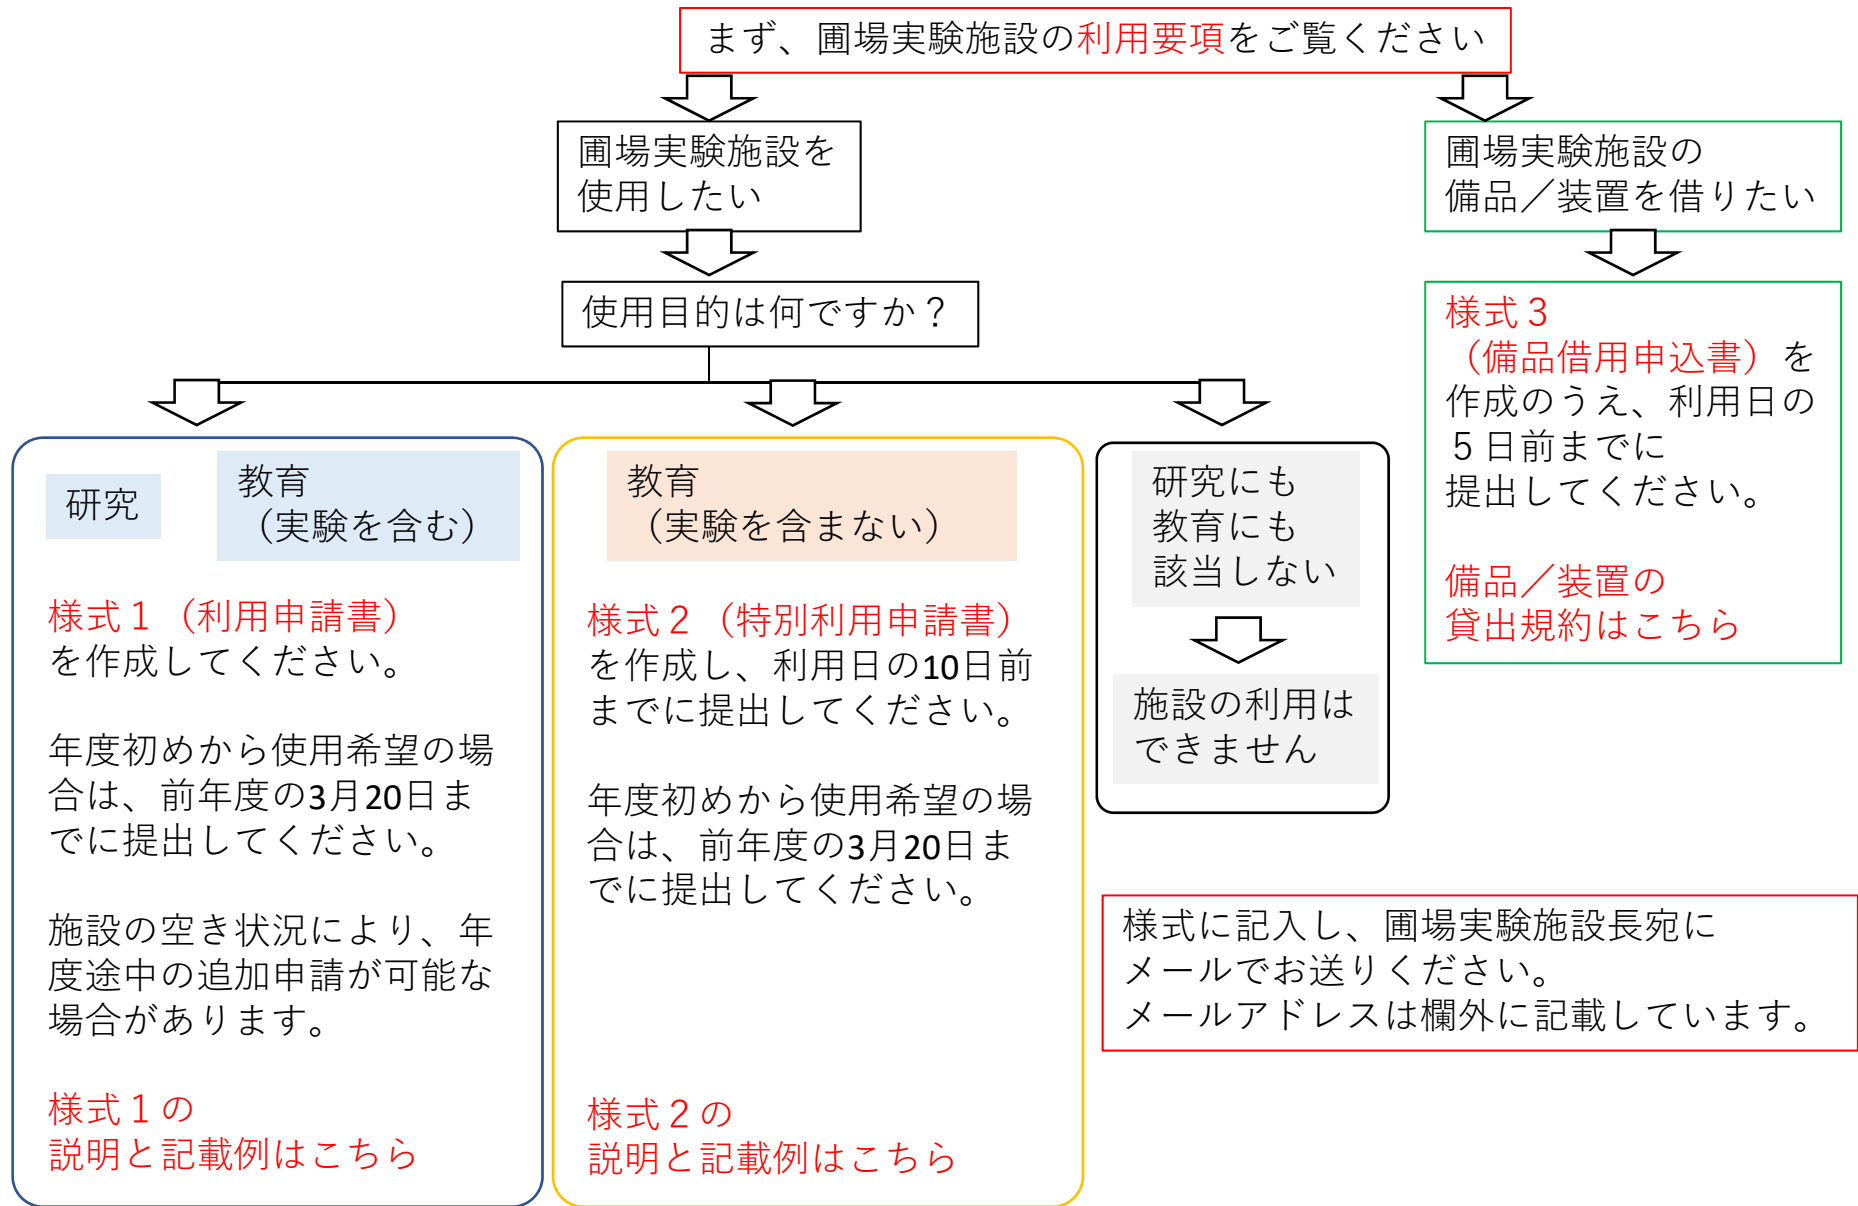 まず、圃場実験施設の利用要項をご覧ください
圃場実験施設を
使用したい
圃場実験施設の
備品／装置を借りたい
使用目的は何ですか？
研究
教育
（実験を含む）
様式１（利用申請書）
を作成してください。
年度初めから使用希望の場
合は、前年度の3月20日ま
でに提出してください。
施設の空き状況により、年
度途中の追加申請が可能な
場合があります。
様式１の
説明と記載例はこちら
教育
（実験を含まない）
様式２（特別利用申請書）
を作成し、利用日の10日前
までに提出してください。
年度初めから使用希望の場
合は、前年度の3月20日ま
でに提出してください。
様式２の
説明と記載例はこちら
研究にも
教育にも
該当しない
施設の利用は
できません
様式３
（備品借用申込書）を
作成のうえ、利用日の
５日前までに
提出してください。
備品／装置の
貸出規約はこちら
様式に記入し、圃場実験施設長宛に
メールでお送りください。
メールアドレスは欄外に記載しています。